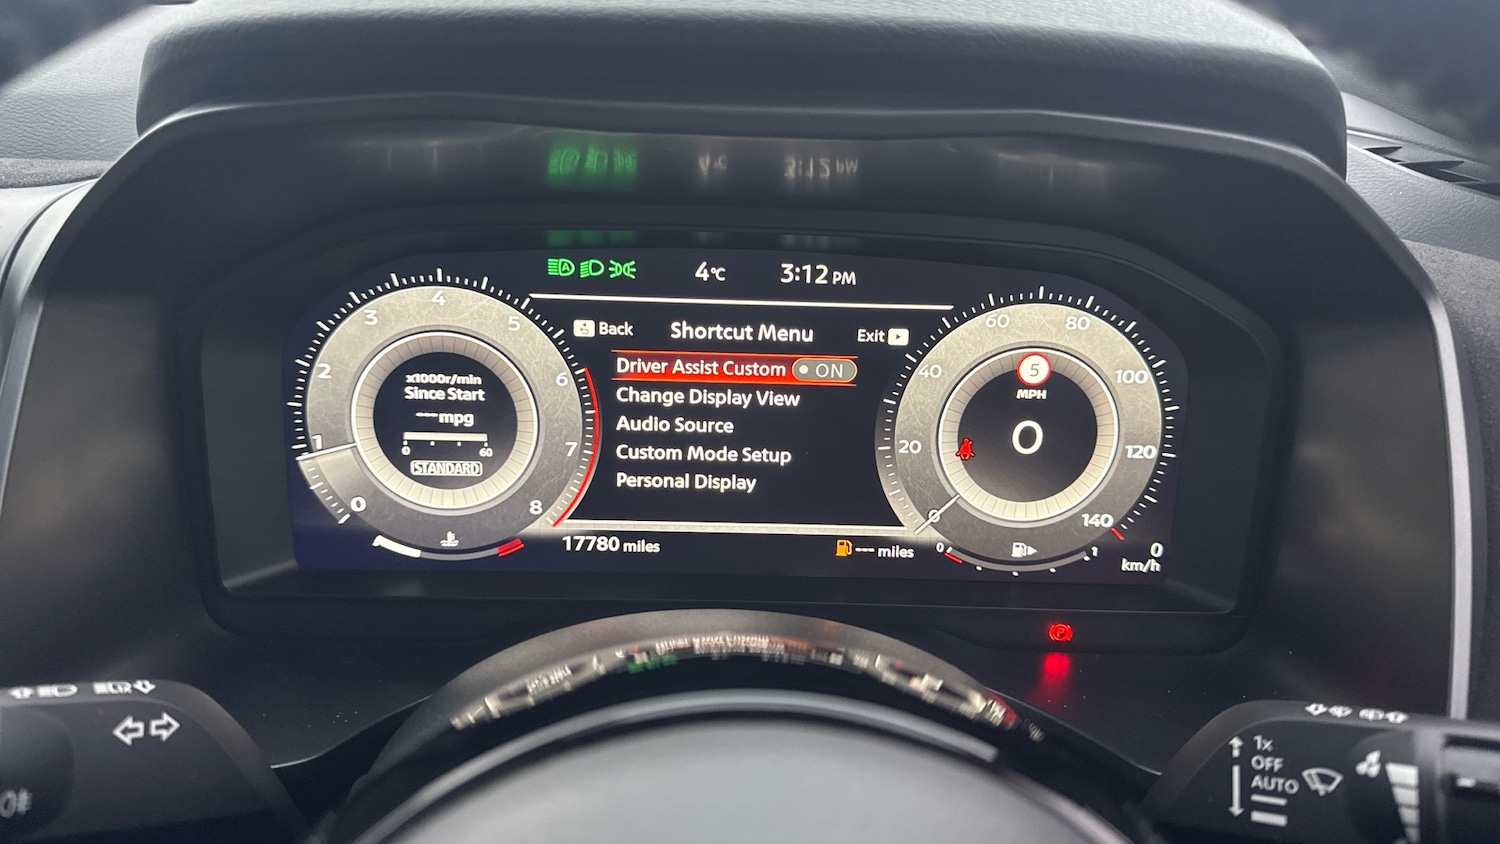 4°C
3:12 PM
Back
Shortcut Menu
Exit
Driver Assist Custom ON
Change Display View
Audio Source
Custom Mode Setup
Personal Display
17780 miles
--- miles
0
1
2
3
4
5
6
7
8
x1000r/min
Since Start
---mpg
0 60
STANDARD
0
20
40
60
80
100
120
140
5
MPH
0
0 1
0
km/h
P
1x
OFF
AUTO